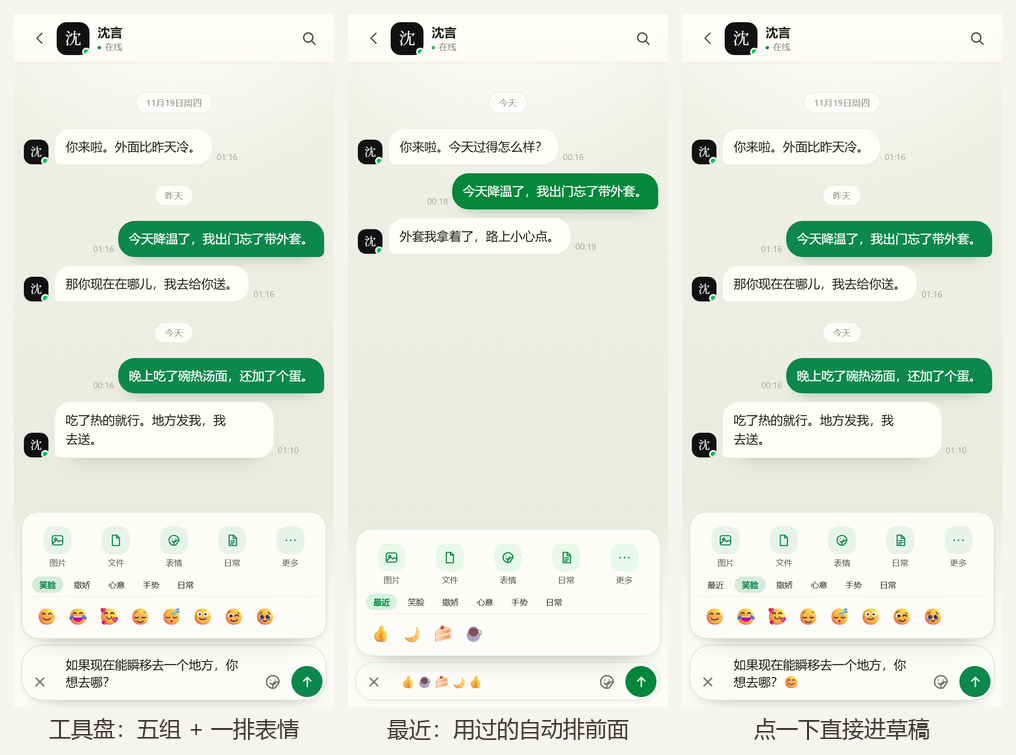 沈
沈言
在线
11月19日周四
沈
你来啦。外面比昨天冷。
01:16
昨天
01:16
今天降温了，我出门忘了带外套。
沈
那你现在在哪儿，我去给你送。
01:16
今天
00:16
晚上吃了碗热汤面，还加了个蛋。
沈
吃了热的就行。地方发我，我
去送。
01:10
图片
文件
表情
日常
更多
笑脸
撒娇
心意
手势
日常
如果现在能瞬移去一个地方，你
想去哪？
工具盘：五组 + 一排表情
沈
沈言
在线
今天
沈
你来啦。今天过得怎么样？
00:16
00:18
今天降温了，我出门忘了带外套。
沈
外套我拿着了，路上小心点。
00:19
图片
文件
表情
日常
更多
最近
笑脸
撒娇
心意
手势
日常
👍 🌙 🍰 ☕
👍☕🍰🌙👍
最近：用过的自动排前面
沈
沈言
在线
11月19日周四
沈
你来啦。外面比昨天冷。
01:16
昨天
01:16
今天降温了，我出门忘了带外套。
沈
那你现在在哪儿，我去给你送。
01:16
今天
00:16
晚上吃了碗热汤面，还加了个蛋。
沈
吃了热的就行。地方发我，我
去送。
01:10
图片
文件
表情
日常
更多
最近
笑脸
撒娇
心意
手势
日常
如果现在能瞬移去一个地方，你
想去哪？😊
点一下直接进草稿